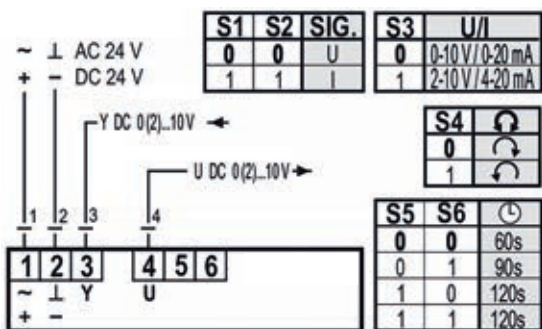 S1 S2 SIG.
0 0 U
1 1 I
S3 U/I
0 0-10 V/0-20 mA
1 2-10 V/4-20 mA
~ ⊥ AC 24 V
+ − DC 24 V
Y DC 0(2)...10V
U DC 0(2)...10V
S4
0
1
1 2 3 4
1 2 3 4 5 6
~ ⊥ Y U
+ −
S5 S6
0 0 60s
0 1 90s
1 0 120s
1 1 120s